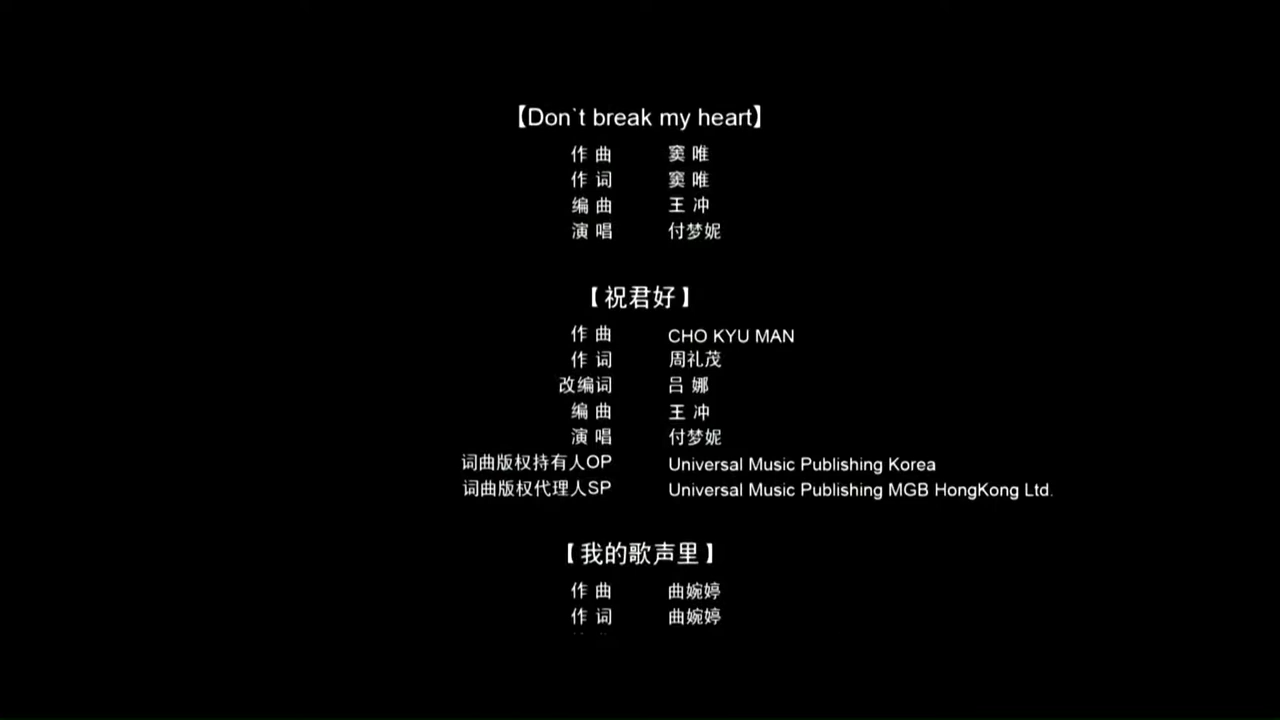 【Don`t break my heart】
作 曲 窦 唯
作 词 窦 唯
编 曲 王 冲
演 唱 付梦妮
【祝君好】
作 曲 CHO KYU MAN
作 词 周礼茂
改编词 吕 娜
编 曲 王 冲
演 唱 付梦妮
词曲版权持有人OP Universal Music Publishing Korea
词曲版权代理人SP Universal Music Publishing MGB HongKong Ltd.
【我的歌声里】
作 曲 曲婉婷
作 词 曲婉婷